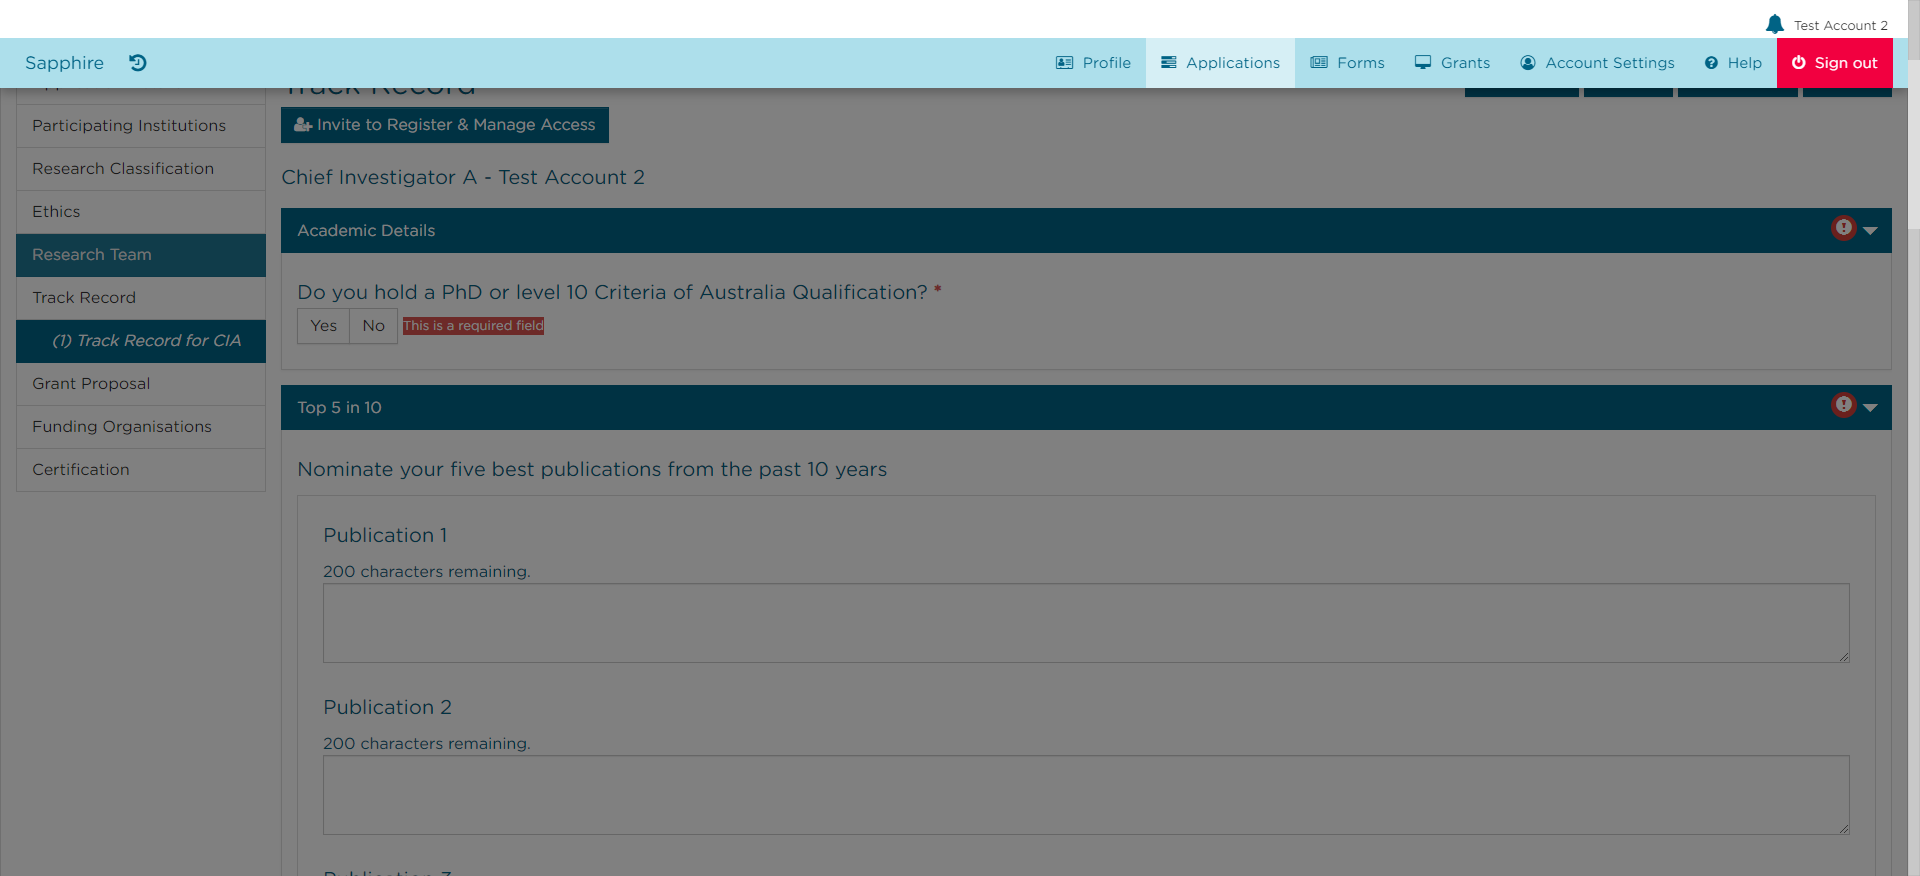 Test Account 2
Sapphire
Profile
Applications
Forms
Grants
Account Settings
Help
Sign out
Participating Institutions
Research Classification
Ethics
Research Team
Track Record
(1) Track Record for CIA
Grant Proposal
Funding Organisations
Certification
Track Record
Invite to Register & Manage Access
Chief Investigator A - Test Account 2
Academic Details
Do you hold a PhD or level 10 Criteria of Australia Qualification? *
Yes
No
This is a required field
Top 5 in 10
Nominate your five best publications from the past 10 years
Publication 1
200 characters remaining.
Publication 2
200 characters remaining.